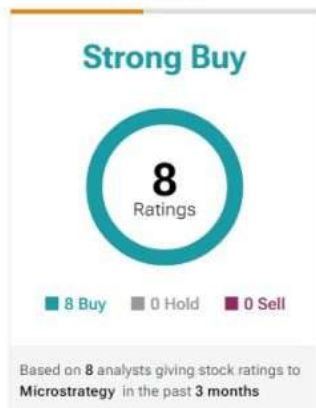 Strong Buy
8
Ratings
8 Buy 0 Hold 0 Sell
Based on 8 analysts giving stock ratings to
Microstrategy in the past 3 months